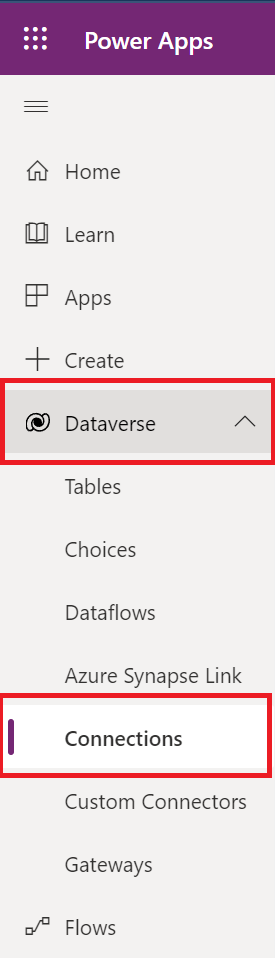 Power Apps
Home
Learn
Apps
Create
Dataverse
Tables
Choices
Dataflows
Azure Synapse Link
Connections
Custom Connectors
Gateways
Flows